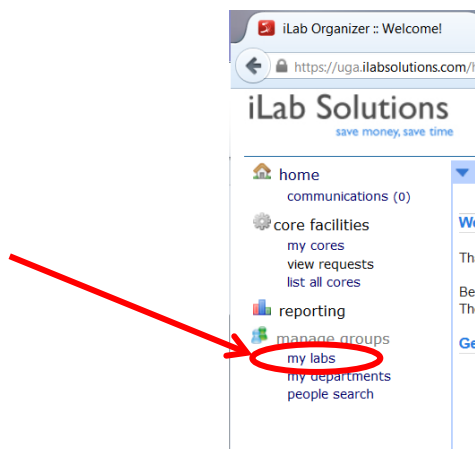 iLab Organizer :: Welcome!
https://uga.ilabsolutions.com/
iLab Solutions
save money, save time
home
communications (0)
We
core facilities
my cores
Th
view requests
list all cores
Be
The
reporting
manage groups
Ge
my labs
my departments
people search